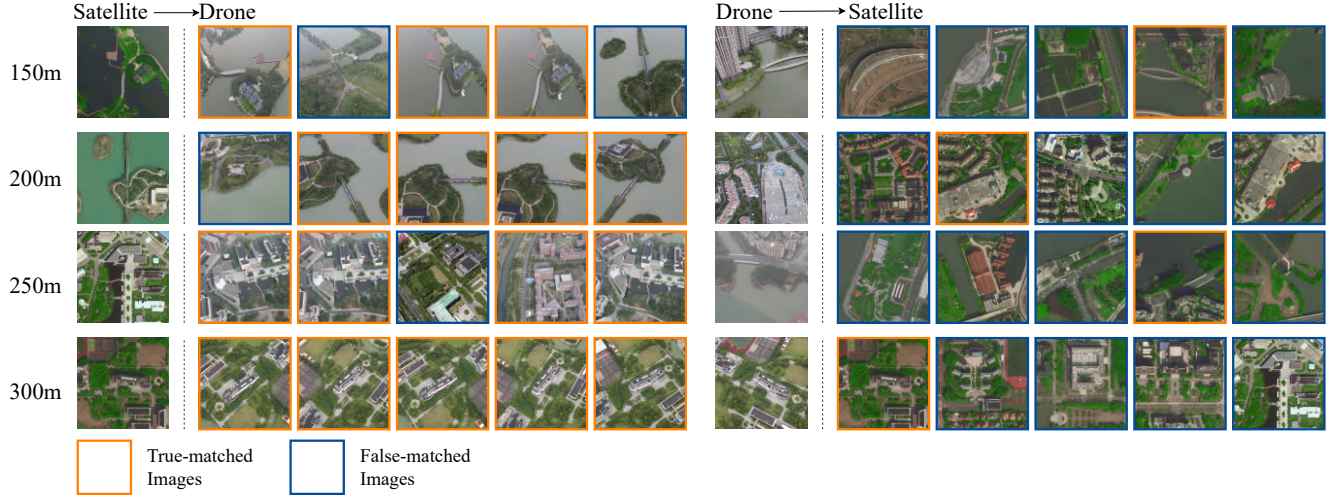 Satellite Drone
Drone Satellite
150m
200m
250m
300m
True-matched
Images
False-matched
Images